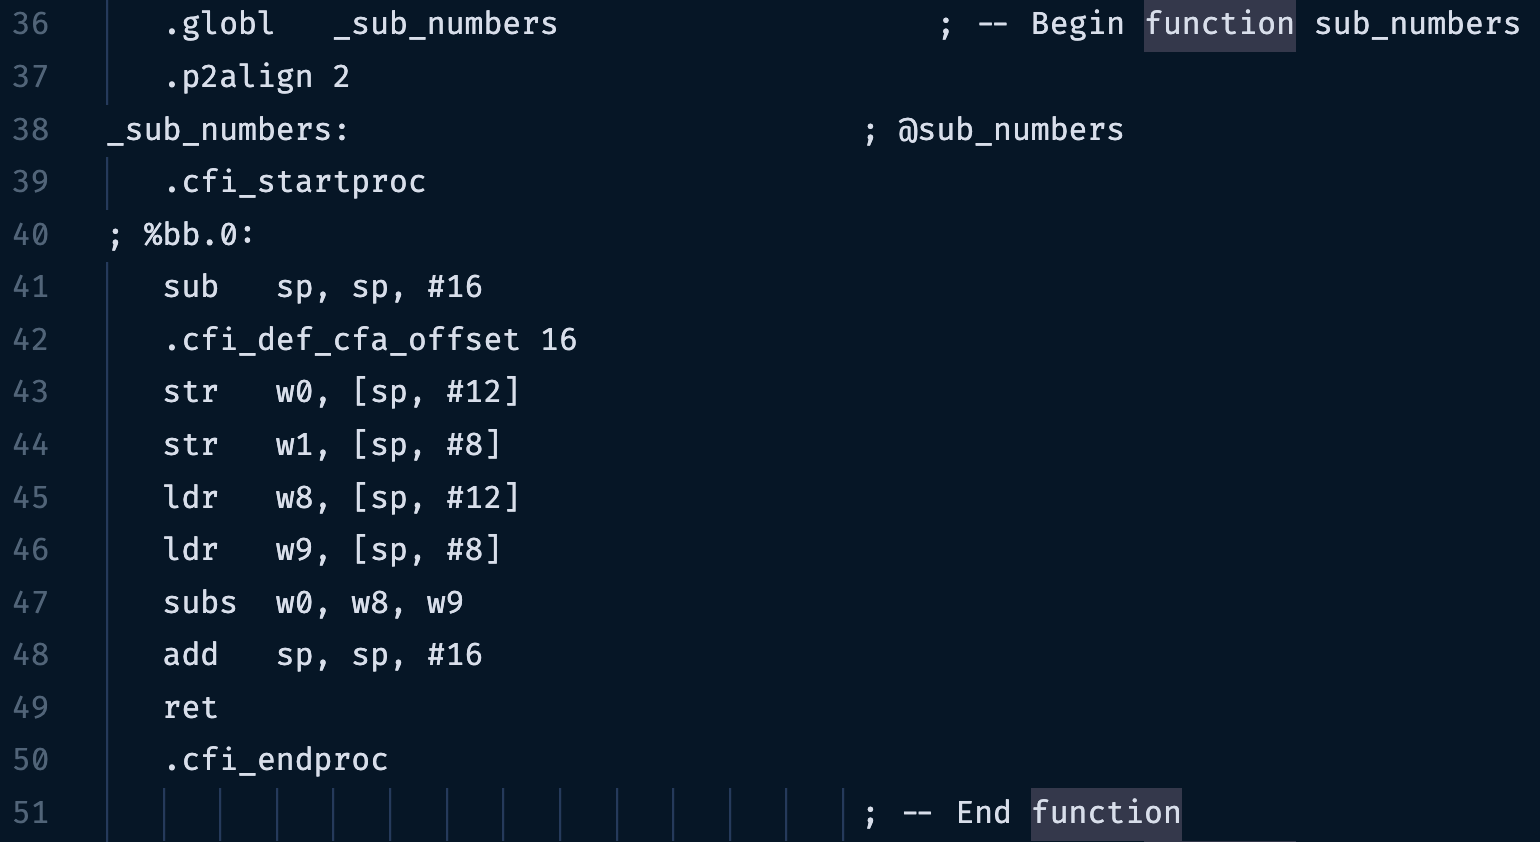 36 .globl _sub_numbers ; -- Begin function sub_numbers
37 .p2align 2
38 _sub_numbers: ; @sub_numbers
39 .cfi_startproc
40 ; %bb.0:
41 sub sp, sp, #16
42 .cfi_def_cfa_offset 16
43 str w0, [sp, #12]
44 str w1, [sp, #8]
45 ldr w8, [sp, #12]
46 ldr w9, [sp, #8]
47 subs w0, w8, w9
48 add sp, sp, #16
49 ret
50 .cfi_endproc
51 ; -- End function